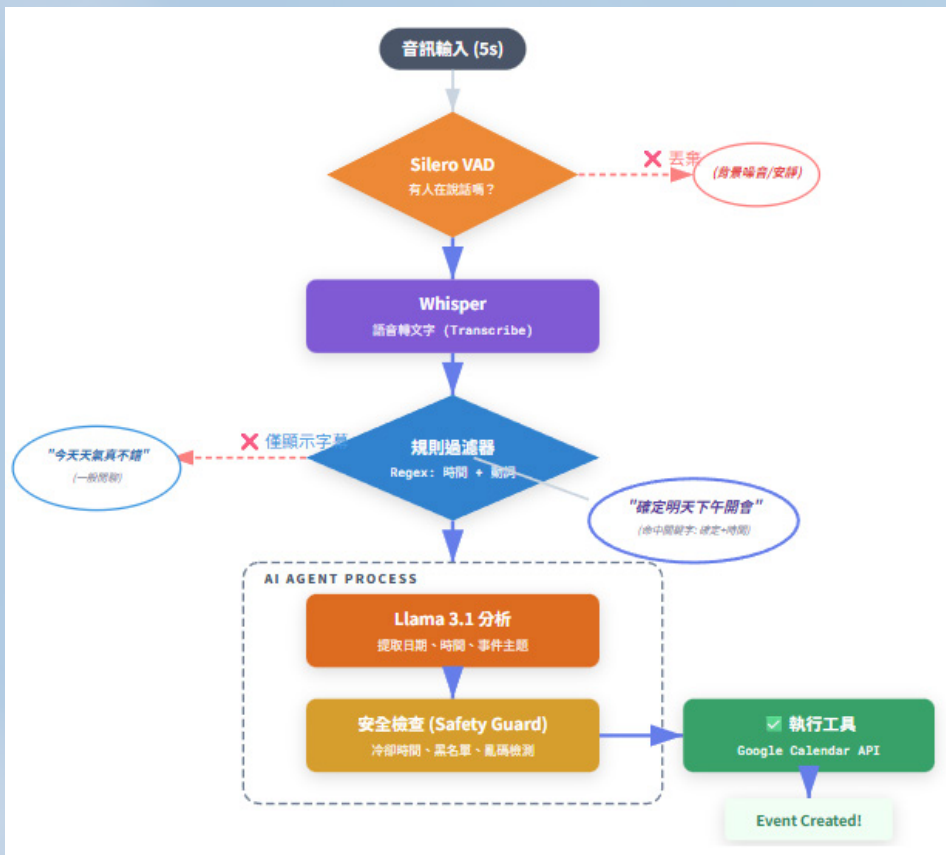 音訊輸入 (5s)
Silero VAD
有人在說話嗎？
❌ 丟棄
(背景噪音/安靜)
Whisper
語音轉文字 (Transcribe)
❌ 僅顯示字幕
"今天天氣真不錯"
(一般閒聊)
規則過濾器
Regex: 時間 + 動詞
"確定明天下午開會"
(命中關鍵字: 確定+時間)
AI AGENT PROCESS
Llama 3.1 分析
提取日期、時間、事件主題
安全檢查 (Safety Guard)
冷卻時間、黑名單、亂碼檢測
✅ 執行工具
Google Calendar API
Event Created!